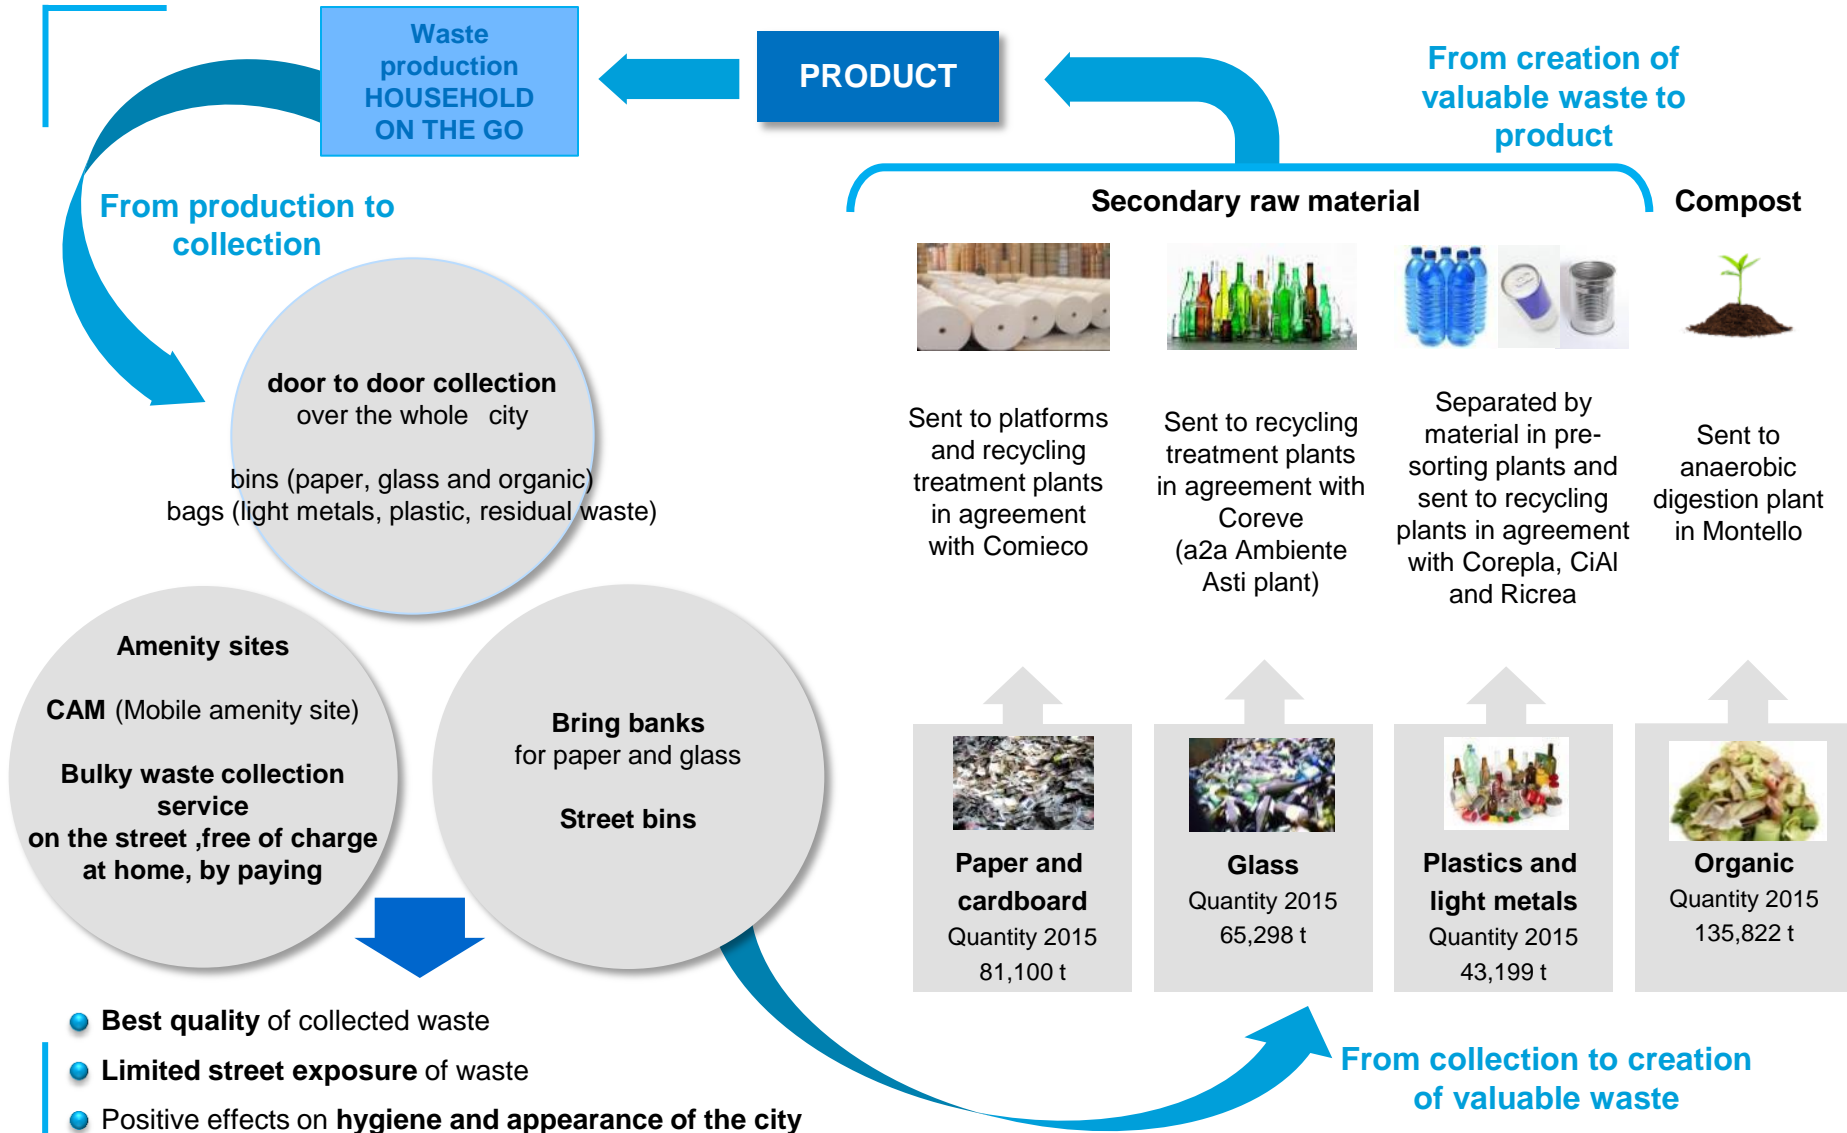 Waste
production
HOUSEHOLD
ON THE GO
PRODUCT
From creation of
valuable waste to
product
From production to
collection
Secondary raw material
Compost
door to door collection
over the whole city
bins (paper, glass and organic)
bags (light metals, plastic, residual waste)
Sent to platforms
and recycling
treatment plants
in agreement
with Comieco
Sent to recycling
treatment plants
in agreement with
Coreve
(a2a Ambiente
Asti plant)
Separated by
material in pre-
sorting plants and
sent to recycling
plants in agreement
with Corepla, CiAl
and Ricrea
Sent to
anaerobic
digestion plant
in Montello
Amenity sites
CAM (Mobile amenity site)
Bulky waste collection
service
on the street ,free of charge
at home, by paying
Bring banks
for paper and glass
Street bins
Paper and
cardboard
Quantity 2015
81,100 t
Glass
Quantity 2015
65,298 t
Plastics and
light metals
Quantity 2015
43,199 t
Organic
Quantity 2015
135,822 t
Best quality of collected waste
Limited street exposure of waste
Positive effects on hygiene and appearance of the city
From collection to creation
of valuable waste